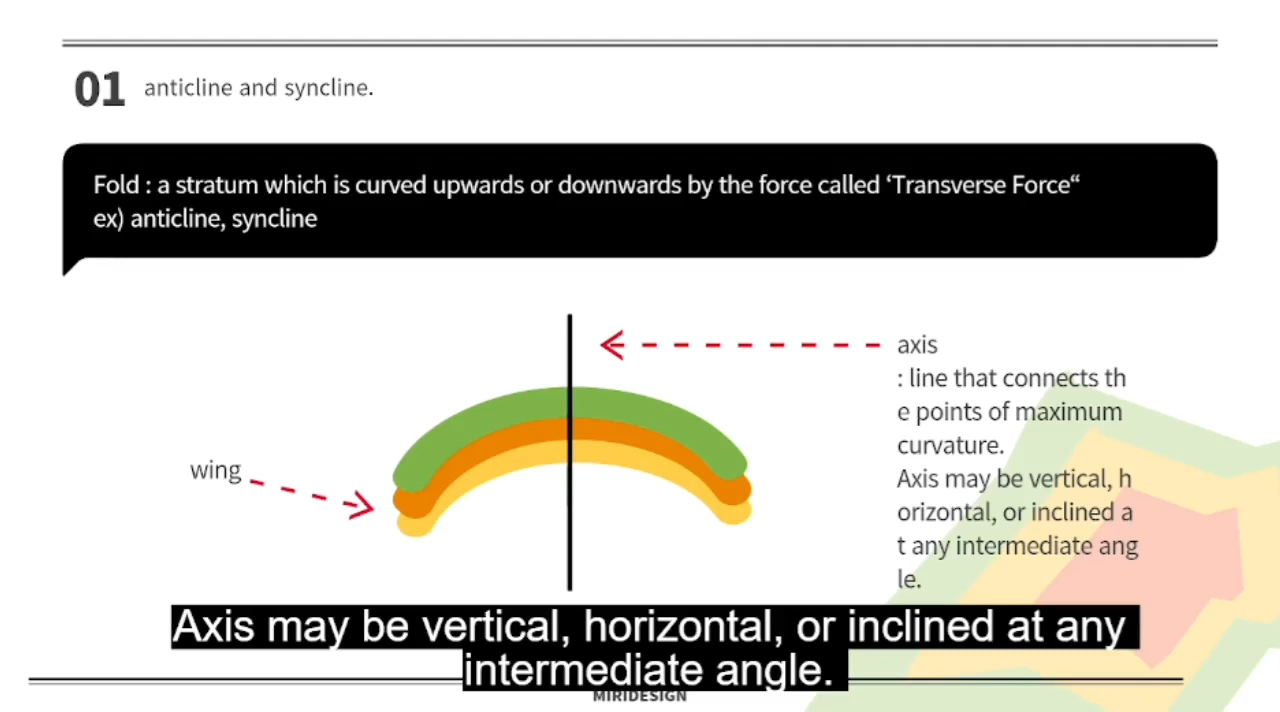 01 anticline and syncline.
Fold : a stratum which is curved upwards or downwards by the force called ‘Transverse Force“
ex) anticline, syncline
axis
: line that connects th
e points of maximum
curvature.
Axis may be vertical, h
orizontal, or inclined a
t any intermediate ang
le.
wing
Axis may be vertical, horizontal, or inclined at any
intermediate angle.
MIRIDESIGN